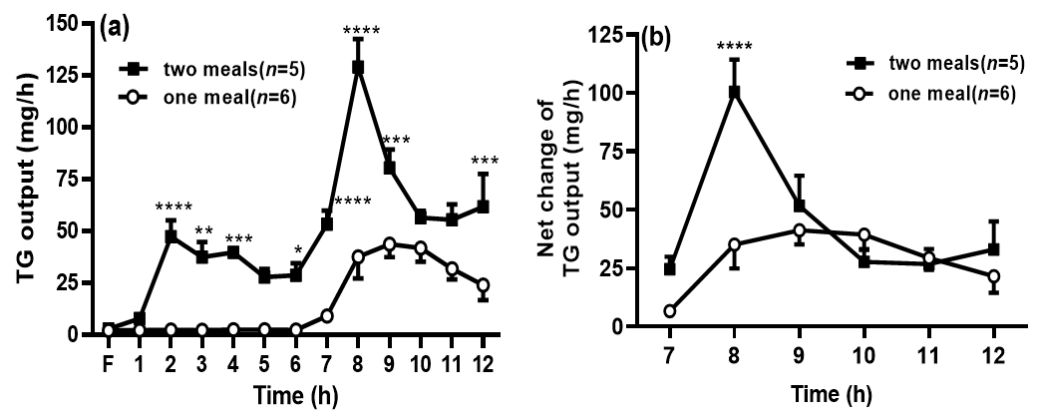 (a)
TG output (mg/h)
150
125
100
75
50
25
0
two meals(n=5)
one meal(n=6)
****
**
***
*
****
****
***
***
F 1 2 3 4 5 6 7 8 9 10 11 12
Time (h)
(b)
Net change of
TG output (mg/h)
125
100
75
50
25
0
two meals(n=5)
one meal(n=6)
****
7 8 9 10 11 12
Time (h)